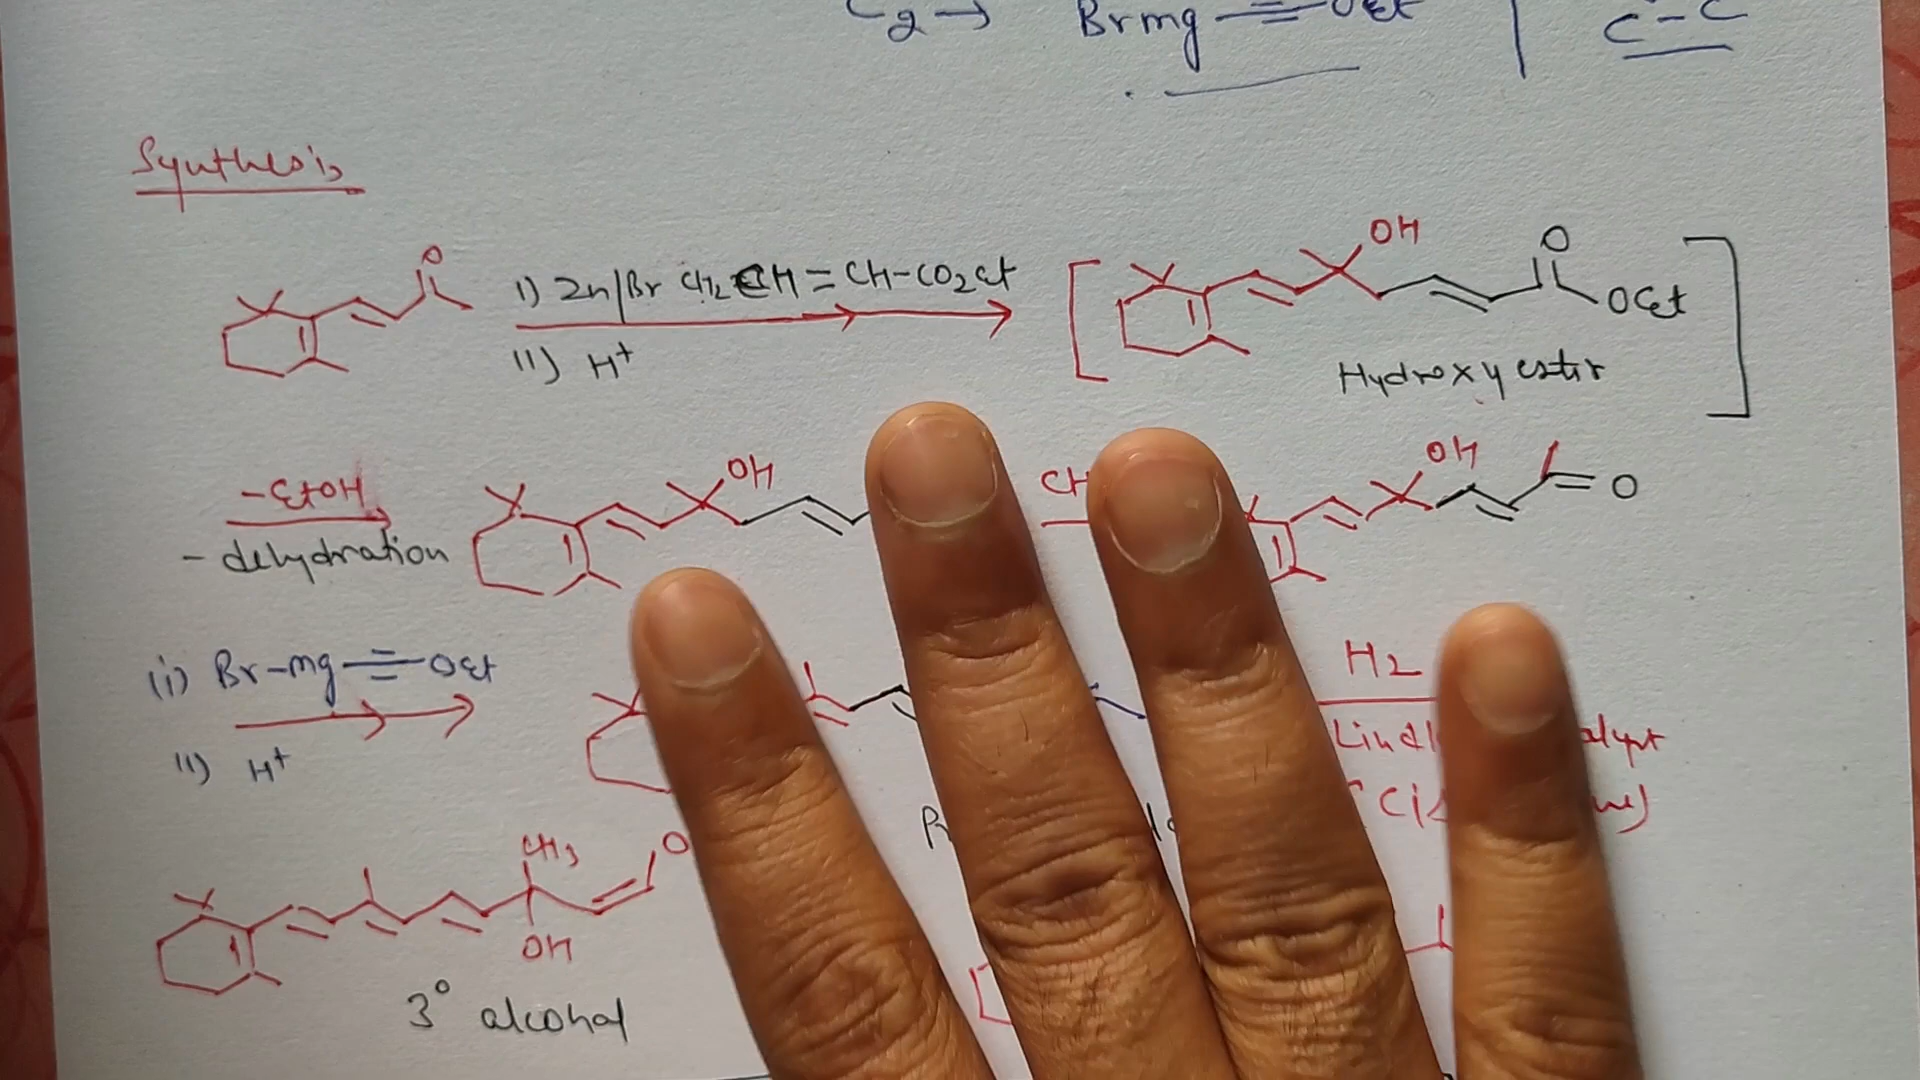 C2 → Brmg≡OEt | C-C
Synthesis
O
i) Zn/Br CH2 CH=CH-CO2Et
ii) H+
OH O OEt
Hydroxy ester
-EtOH
- dehydration
OH
OH O
(i) Br-mg≡OEt
ii) H+
H2
CH3 O
OH
3° alcohol